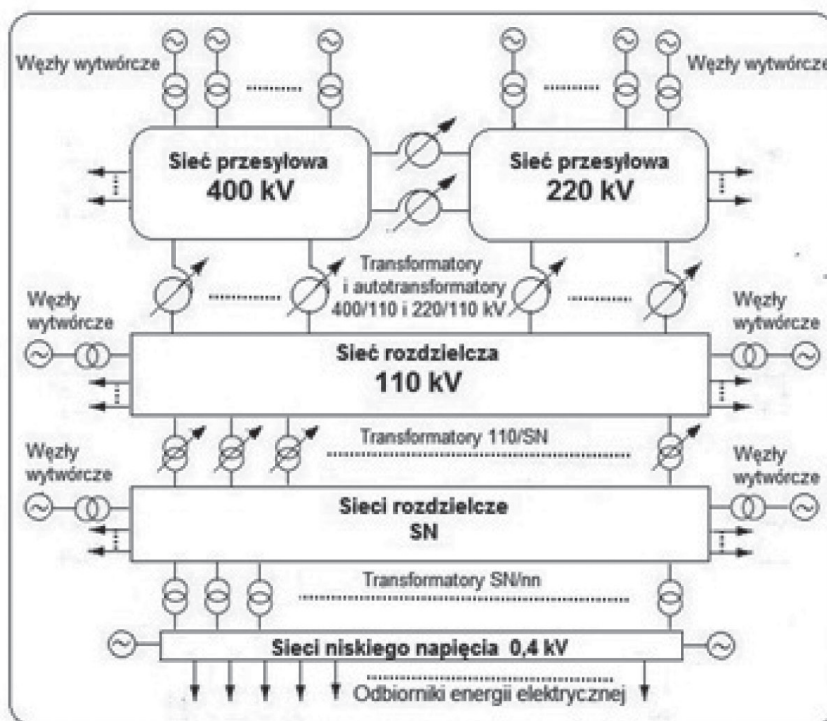 Węzły wytwórcze
Węzły wytwórcze
Sieć przesyłowa
400 kV
Sieć przesyłowa
220 kV
Transformatory
i autotransformatory
400/110 i 220/110 kV
Węzły
wytwórcze
Węzły
wytwórcze
Sieć rozdzielcza
110 kV
Transformatory 110/SN
Węzły
wytwórcze
Węzły
wytwórcze
Sieci rozdzielcze
SN
Transformatory SN/nn
Sieci niskiego napięcia 0,4 kV
Odbiorniki energii elektrycznej